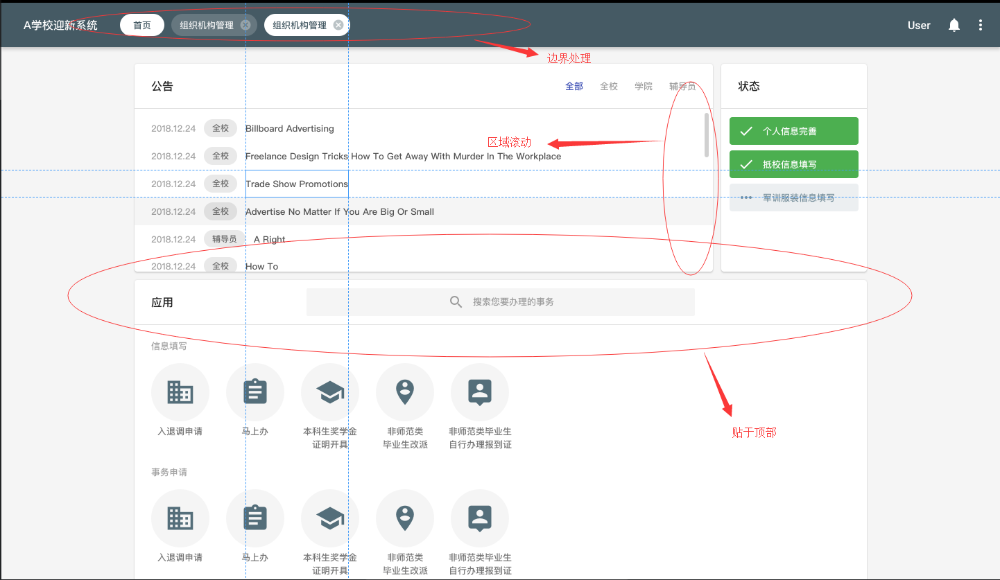 A学校迎新系统 首页 组织机构管理 组织机构管理 User
边界处理
公告 全部 全校 学院 辅导员
状态
2018.12.24 全校 Billboard Advertising
个人信息完善
2018.12.24 全校 Freelance Design Tricks How To Get Away With Murder In The Workplace
区域滚动
抵校信息填写
2018.12.24 全校 Trade Show Promotions
军训服装信息填写
2018.12.24 全校 Advertise No Matter If You Are Big Or Small
2018.12.24 辅导员 A Right
2018.12.24 全校 How To
应用 搜索您要办理的事务
信息填写
入退调申请 马上办 本科生奖学金 非师范类 非师范类毕业生
证明开具 毕业生改派 自行办理报到证
贴于顶部
事务申请
入退调申请 马上办 本科生奖学金 非师范类 非师范类毕业生
证明开具 毕业生改派 自行办理报到证